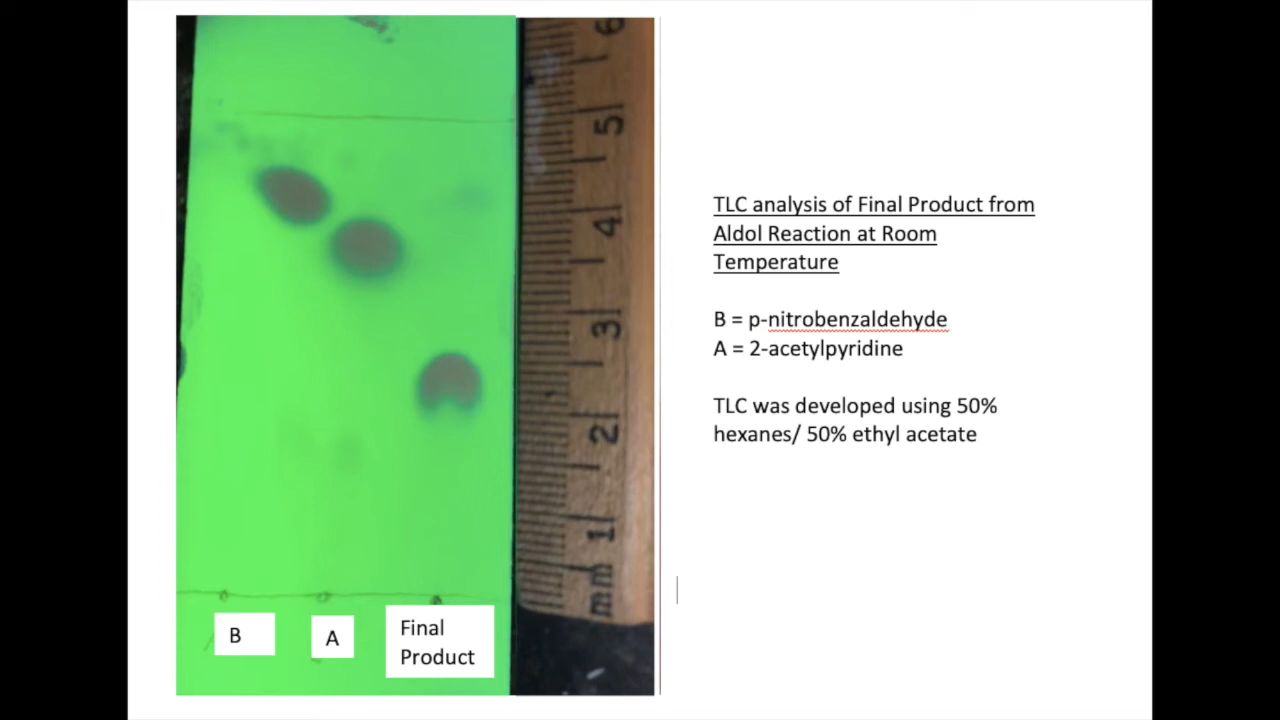 6
5
4
3
2
1
mm
B
A
Final
Product
TLC analysis of Final Product from
Aldol Reaction at Room
Temperature
B = p-nitrobenzaldehyde
A = 2-acetylpyridine
TLC was developed using 50%
hexanes/ 50% ethyl acetate